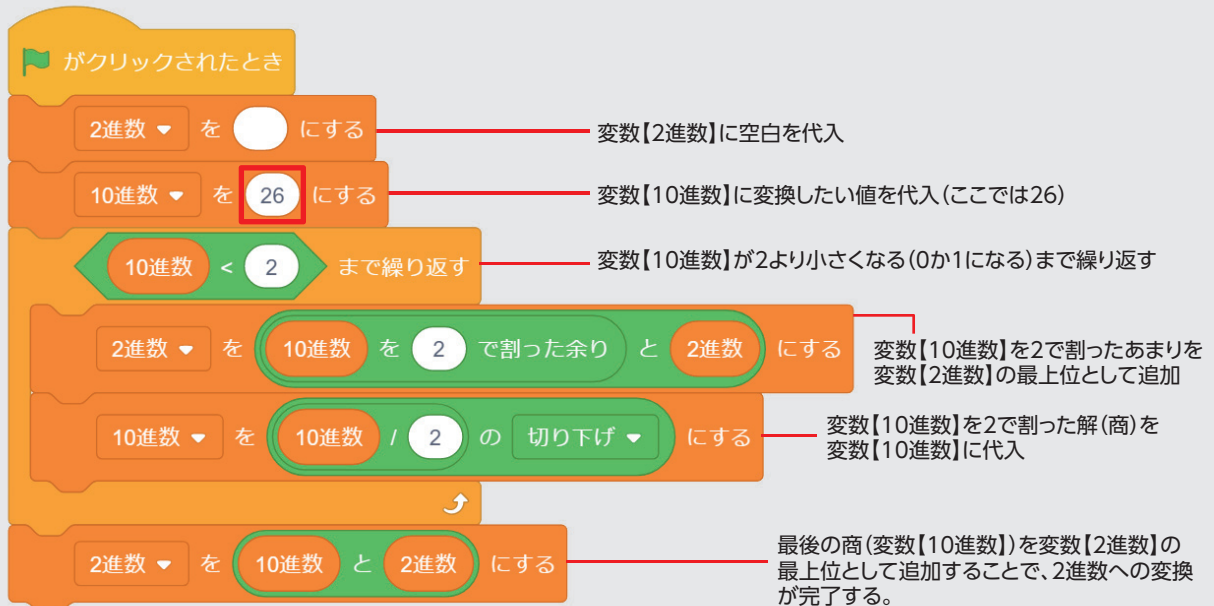 がクリックされたとき
2進数 を にする
変数【2進数】に空白を代入
10進数 を 26 にする
変数【10進数】に変換したい値を代入(ここでは26)
10進数 < 2 まで繰り返す
変数【10進数】が2より小さくなる(0か1になる)まで繰り返す
2進数 を 10進数 を 2 で割った余り と 2進数 にする
変数【10進数】を2で割ったあまりを
変数【2進数】の最上位として追加
10進数 を 10進数 / 2 の 切り下げ にする
変数【10進数】を2で割った解(商)を
変数【10進数】に代入
2進数 を 10進数 と 2進数 にする
最後の商(変数【10進数】)を変数【2進数】の
最上位として追加することで、2進数への変換
が完了する。